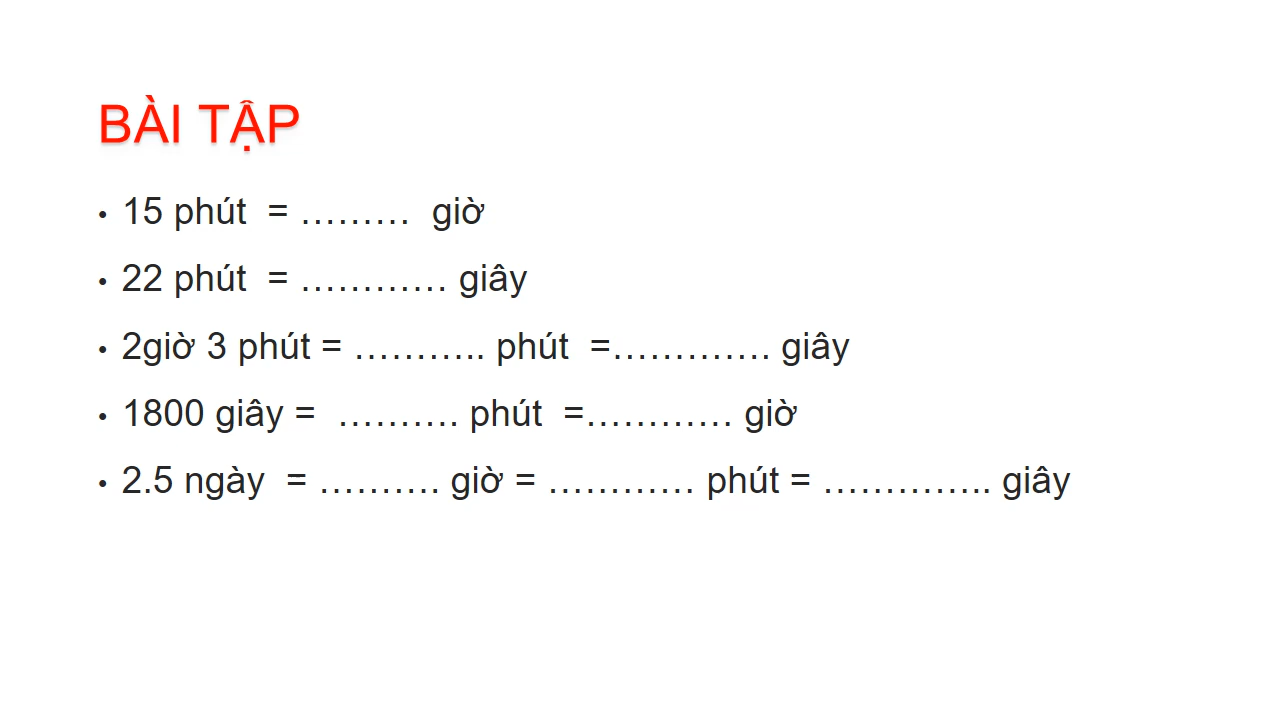 BÀI TẬP
• 15 phút = ……… giờ
• 22 phút = ………… giây
• 2giờ 3 phút = ……….. phút =…………. giây
• 1800 giây = ………. phút =………… giờ
• 2.5 ngày = ………. giờ = ………… phút = ………….. giây